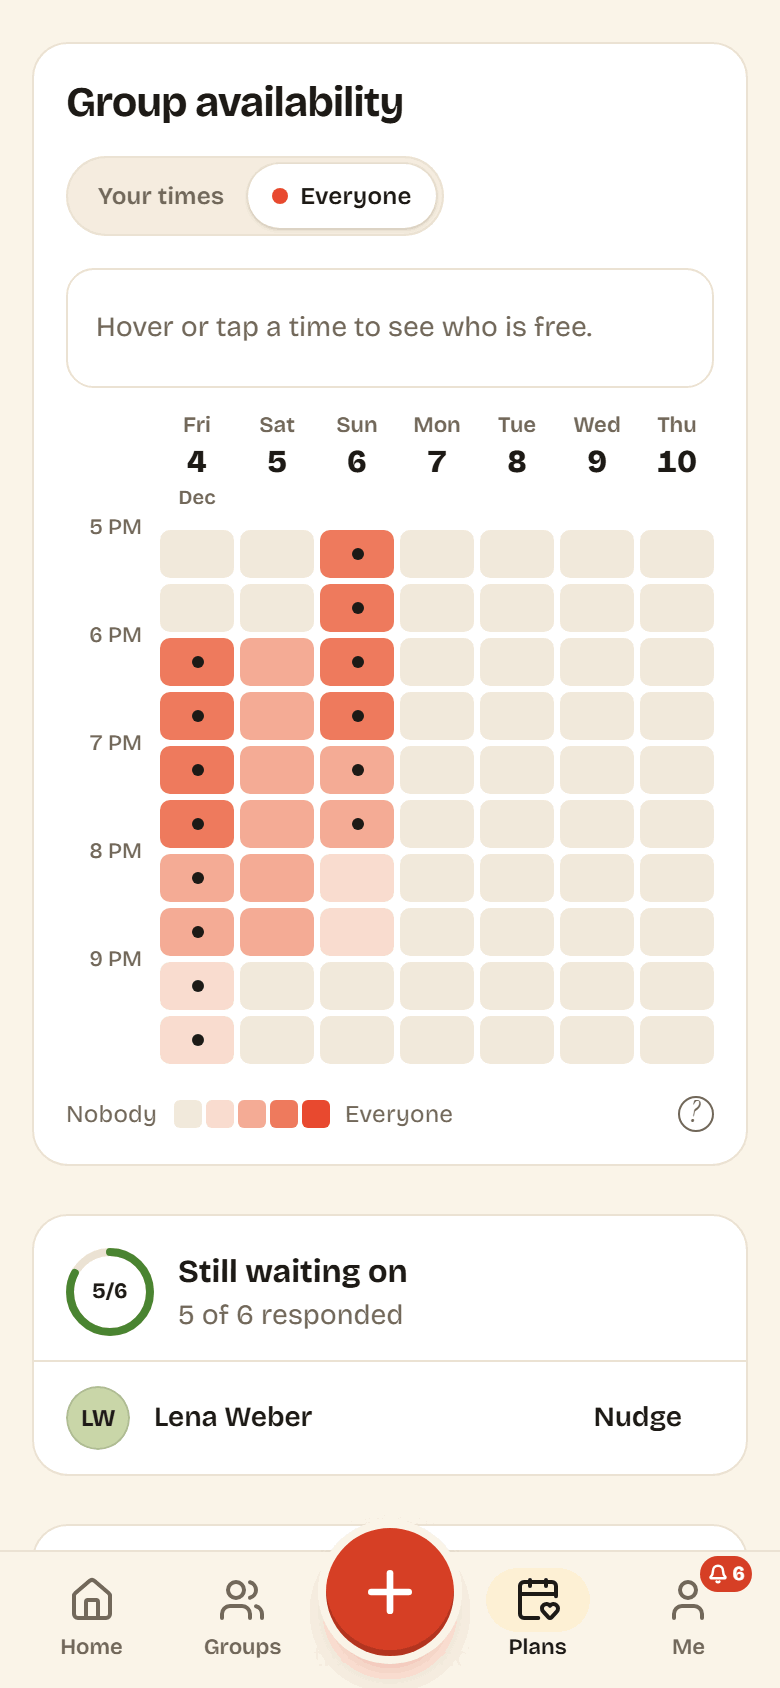 Group availability
Your times Everyone
Hover or tap a time to see who is free.
Fri Sat Sun Mon Tue Wed Thu
4 5 6 7 8 9 10
Dec
5 PM
6 PM
7 PM
8 PM
9 PM
Nobody Everyone ?
5/6 Still waiting on
5 of 6 responded
LW Lena Weber Nudge
6
Home Groups Plans Me